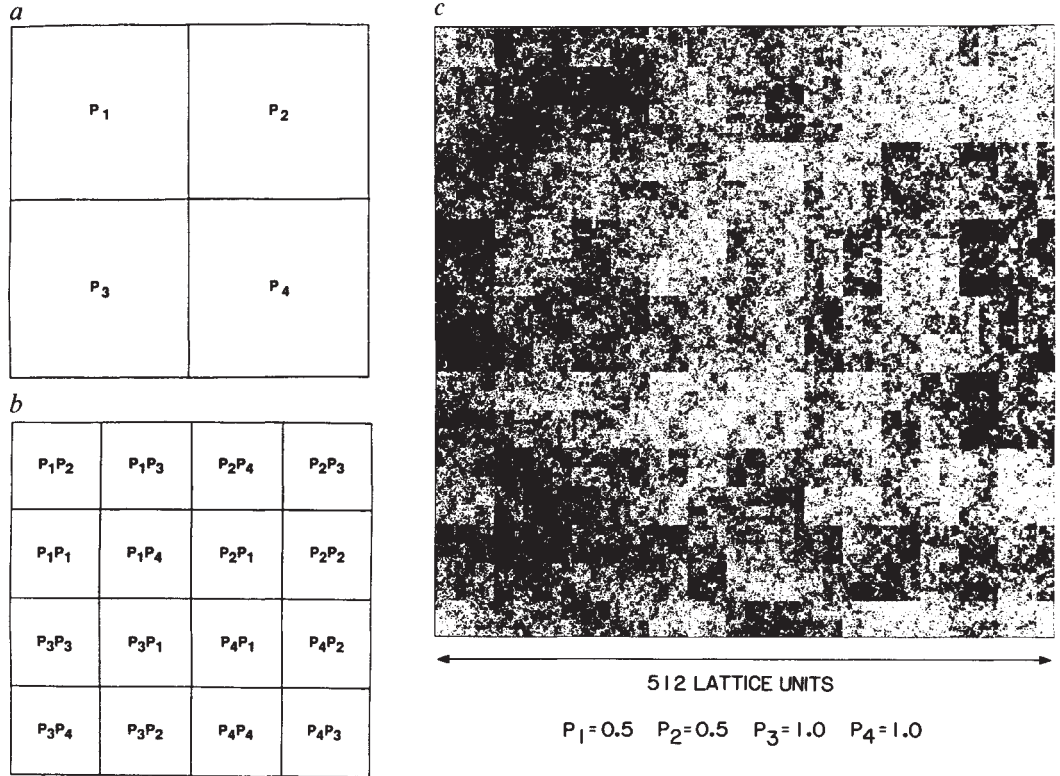 a
P1 P2
P3 P4
b
P1P2 P1P3 P2P4 P2P3
P1P1 P1P4 P2P1 P2P2
P3P3 P3P1 P4P1 P4P2
P3P4 P3P2 P4P4 P4P3
c
512 LATTICE UNITS
P1=0.5 P2=0.5 P3=1.0 P4=1.0